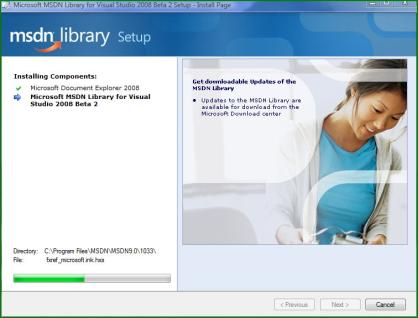 Microsoft MSDN Library for Visual Studio 2008 Beta 2 Setup - Install Page
msdn library Setup
Installing Components:
Microsoft Document Explorer 2008
Microsoft MSDN Library for Visual
Studio 2008 Beta 2
Get downloadable Updates of the
MSDN Library
• Updates to the MSDN Library are
available for download from the
Microsoft Download center
Directory: C:\Program Files\MSDN\MSDN9.0\1033\
File: fxref_microsoft.ink.hxs
< Previous
Next >
Cancel